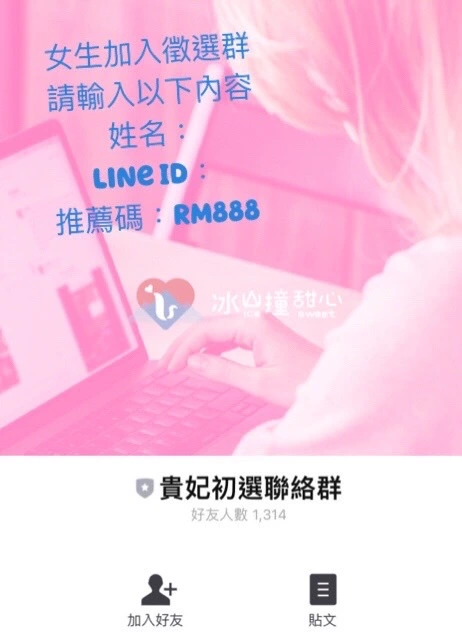 女生加入徵選群
請輸入以下內容
姓名：
LINE ID：
推薦碼：RM888
冰山撞甜心
ice sweet
貴妃初選聯絡群
好友人數 1,314
加入好友
貼文